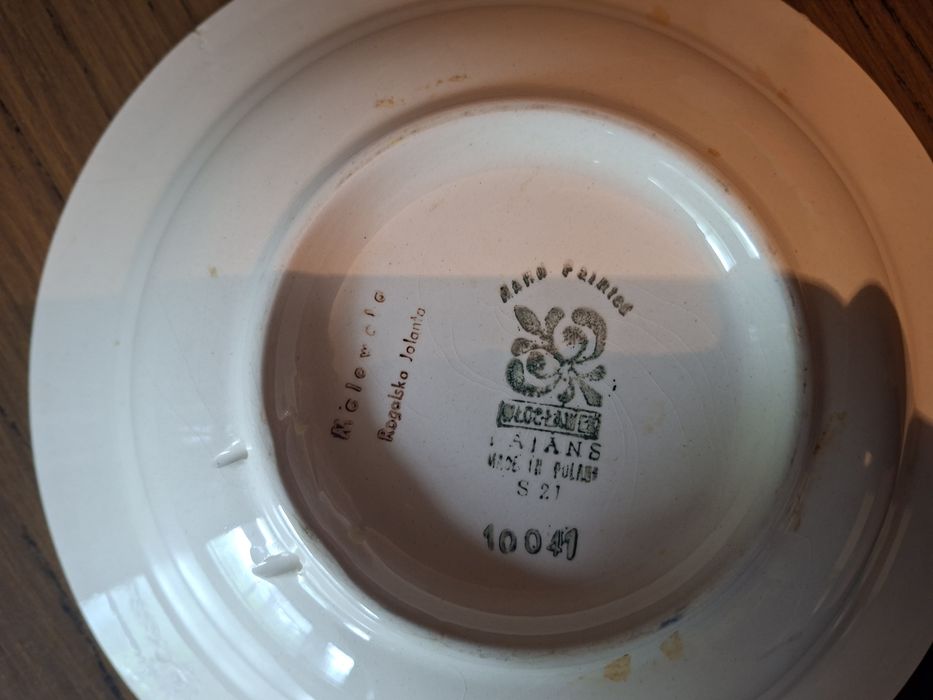 Malowała
Rogalska Jolanta
HAND Painted
WŁOCŁAWEK
FAJANS
MADE IN POLAND
S 21
10041